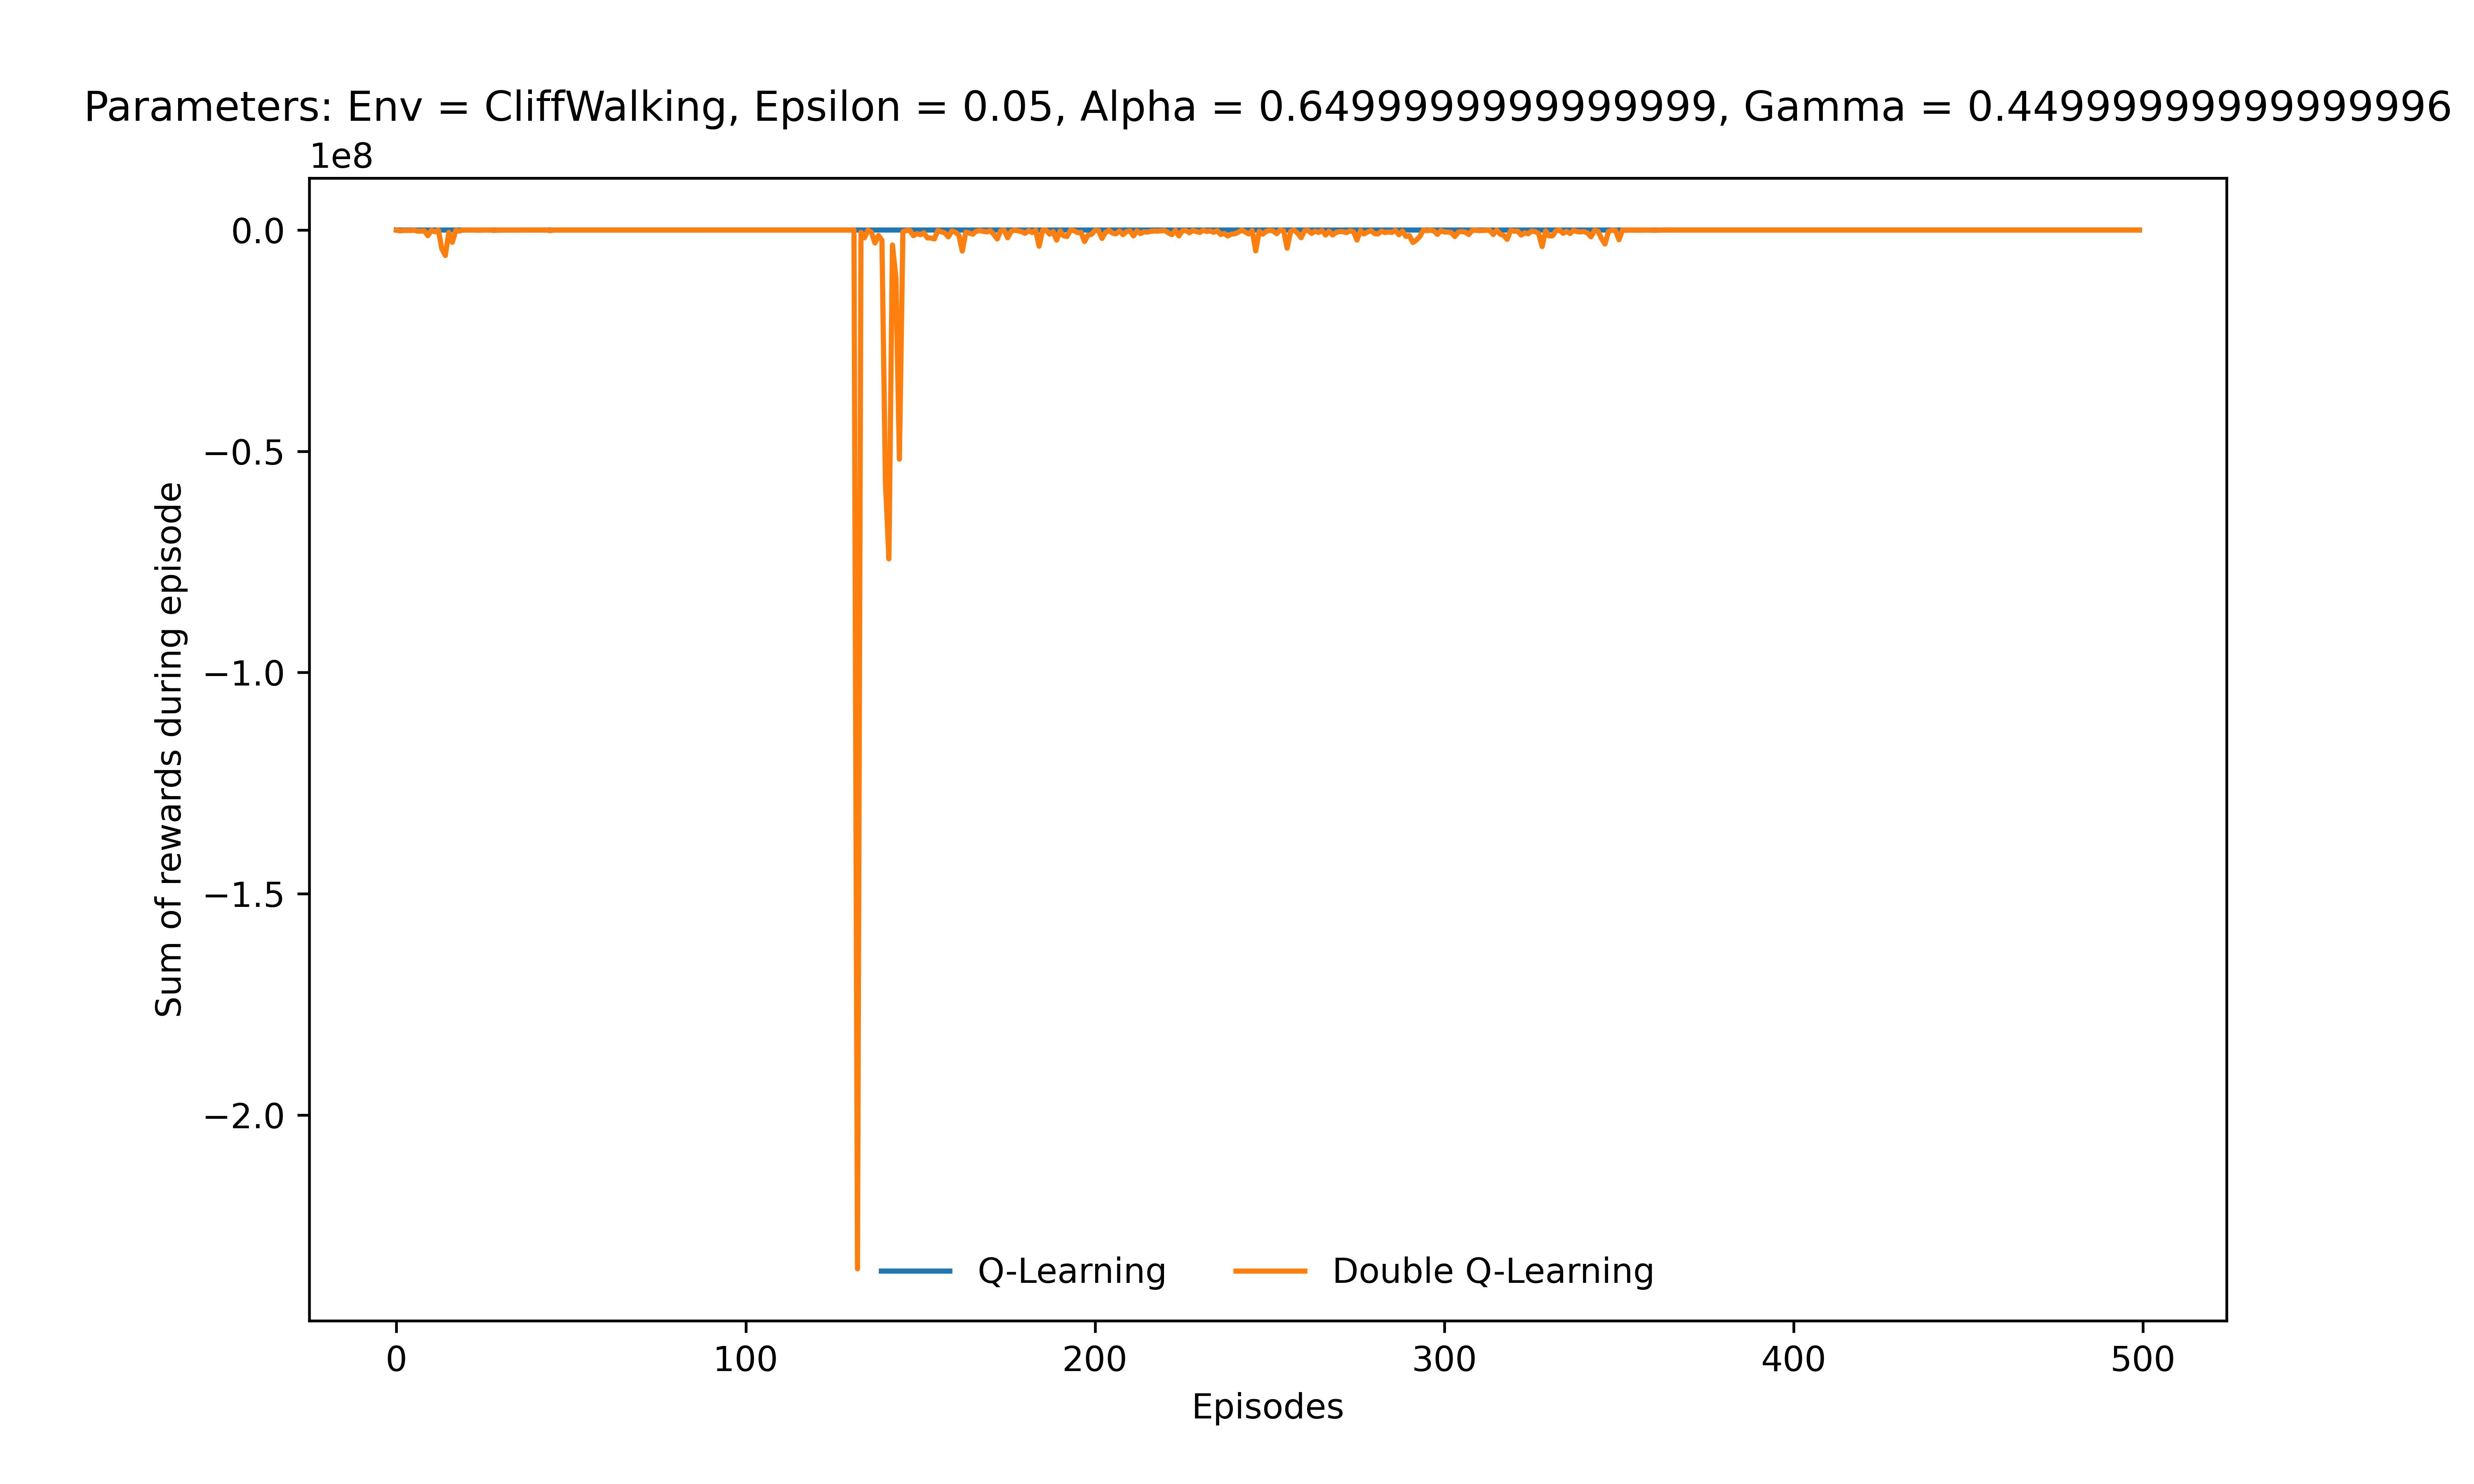 Parameters: Env = CliffWalking, Epsilon = 0.05, Alpha = 0.6499999999999999, Gamma = 0.44999999999999996
1e8
0.0
−0.5
−1.0
−1.5
−2.0
Sum of rewards during episode
Q-Learning Double Q-Learning
0 100 200 300 400 500
Episodes